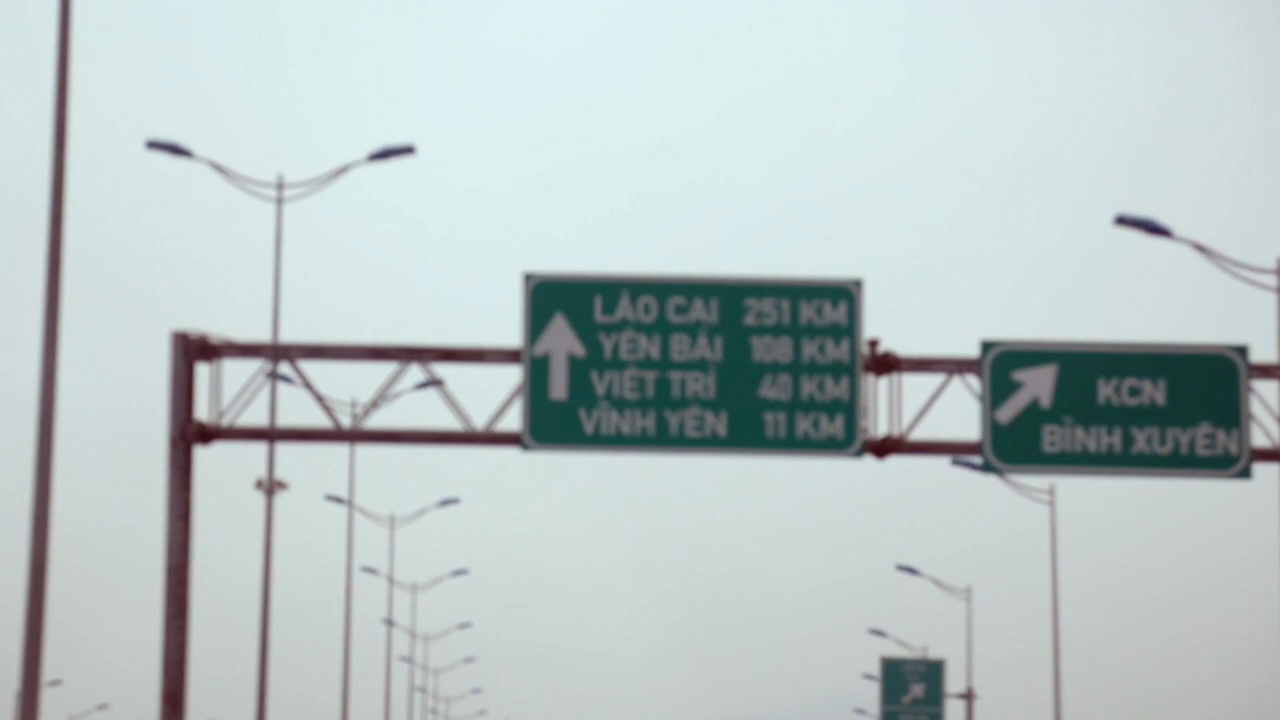 LÀO CAI 251 KM
YÊN BÁI 108 KM
VIỆT TRÌ 40 KM
VĨNH YÊN 11 KM
KCN
BÌNH XUYÊN